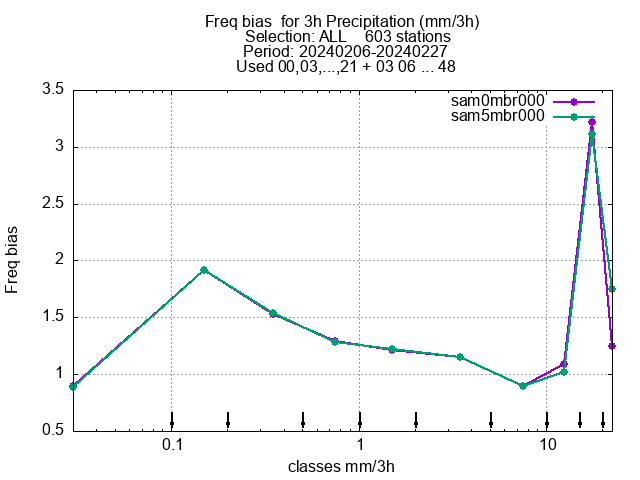 Freq bias  for 3h Precipitation (mm/3h)
Selection: ALL    603 stations
Period: 20240206-20240227
Used 00,03,...,21 + 03 06 ... 48
sam0mbr000
sam5mbr000
3.5
3
2.5
2
1.5
1
0.5
Freq bias
0.1
1
10
classes mm/3h